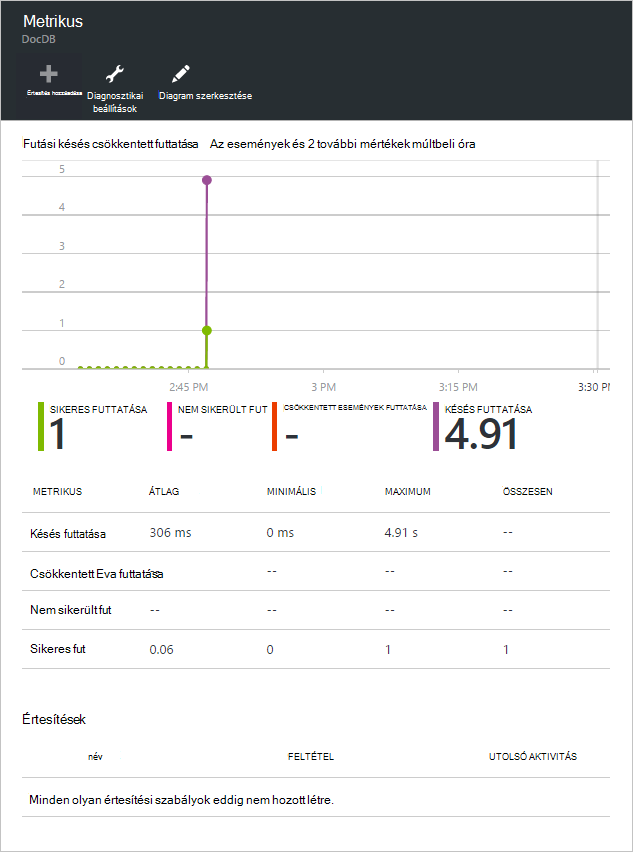 Metrikus
DocDB
Értesítés hozzáadása
Diagnosztikai beállítások
Diagram szerkesztése
Futási késés csökkentett futtatása Az események és 2 további mértékek múltbeli óra
5
4
3
2
1
0
2:45 PM 3 PM 3:15 PM 3:30 PM
SIKERES FUTTATÁSA NEM SIKERÜLT FUT CSÖKKENTETT ESEMÉNYEK FUTTATÁSA KÉSÉS FUTTATÁSA
1 - - 4.91
METRIKUS ÁTLAG MINIMÁLIS MAXIMUM ÖSSZESEN
Késés futtatása 306 ms 0 ms 4.91 s --
Csökkentett Eva futtatása -- -- -- --
Nem sikerült fut -- -- -- --
Sikeres fut 0.06 0 1 1
Értesítések
név FELTÉTEL UTOLSÓ AKTIVITÁS
Minden olyan értesítési szabályok eddig nem hozott létre.